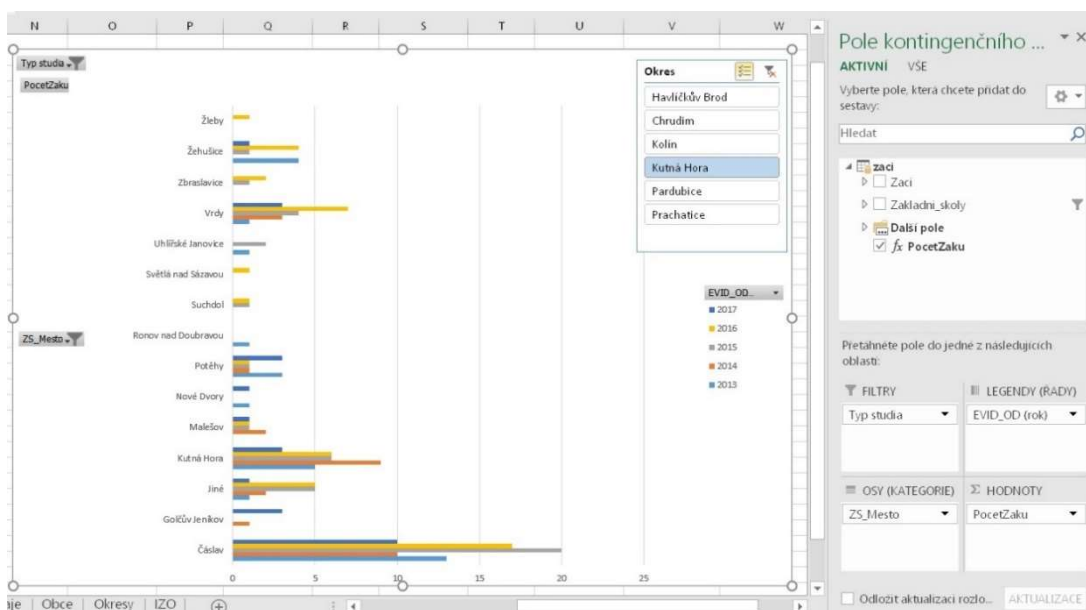 N O P Q R S T U V W
Typ studia
PocetZaku
ZS_Mesto
Žleby
Žehušice
Zbraslavice
Vrdy
Uhlířské Janovice
Světlá nad Sázavou
Suchdol
Ronov nad Doubravou
Potěhy
Nové Dvory
Malešov
Kutná Hora
Jiné
Golčův Jeníkov
Čáslav
0 5 10 15 20 25
Okres
Havlíčkův Brod
Chrudim
Kolín
Kutná Hora
Pardubice
Prachatice
EVID_OD...
2017
2016
2015
2014
2013
Obce Okresy IZO
Pole kontingenčního ...
AKTIVNÍ VŠE
Vyberte pole, která chcete přidat do
sestavy:
Hledat
zaci
Zaci
Zakladni_skoly
Další pole
fx PocetZaku
Přetáhněte pole do jedné z následujících
oblastí:
FILTRY
Typ studia
LEGENDY (ŘADY)
EVID_OD (rok)
OSY (KATEGORIE)
ZS_Mesto
Σ HODNOTY
PocetZaku
Odložit aktualizaci rozlo... AKTUALIZACE